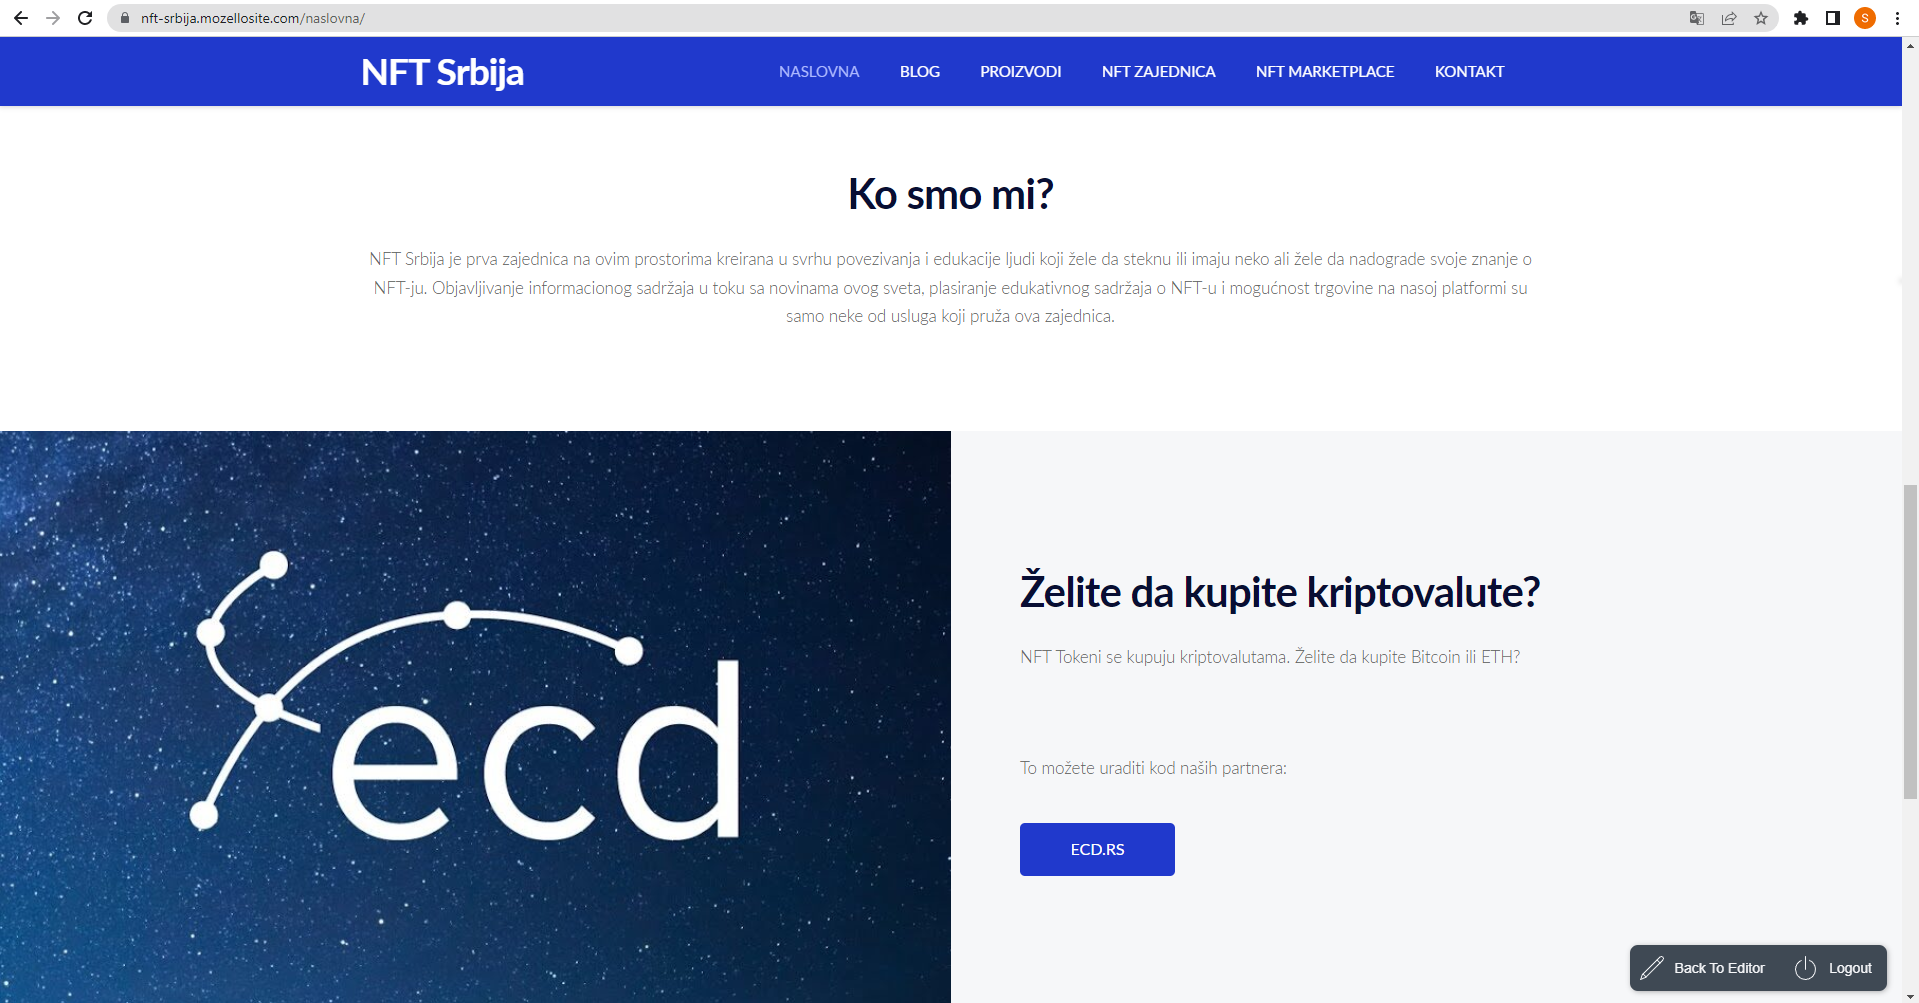 nft-srbija.mozellosite.com/naslovna/
S
NFT Srbija
NASLOVNA
BLOG
PROIZVODI
NFT ZAJEDNICA
NFT MARKETPLACE
KONTAKT
Ko smo mi?
NFT Srbija je prva zajednica na ovim prostorima kreirana u svrhu povezivanja i edukacije ljudi koji žele da steknu ili imaju neko ali žele da nadograde svoje znanje o
NFT-ju. Objavljivanje informacionog sadržaja u toku sa novinama ovog sveta, plasiranje edukativnog sadržaja o NFT-u i mogućnost trgovine na nasoj platformi su
samo neke od usluga koji pruža ova zajednica.
ecd
Želite da kupite kriptovalute?
NFT Tokeni se kupuju kriptovalutama. Želite da kupite Bitcoin ili ETH?
To možete uraditi kod naših partnera:
ECD.RS
Back To Editor
Logout